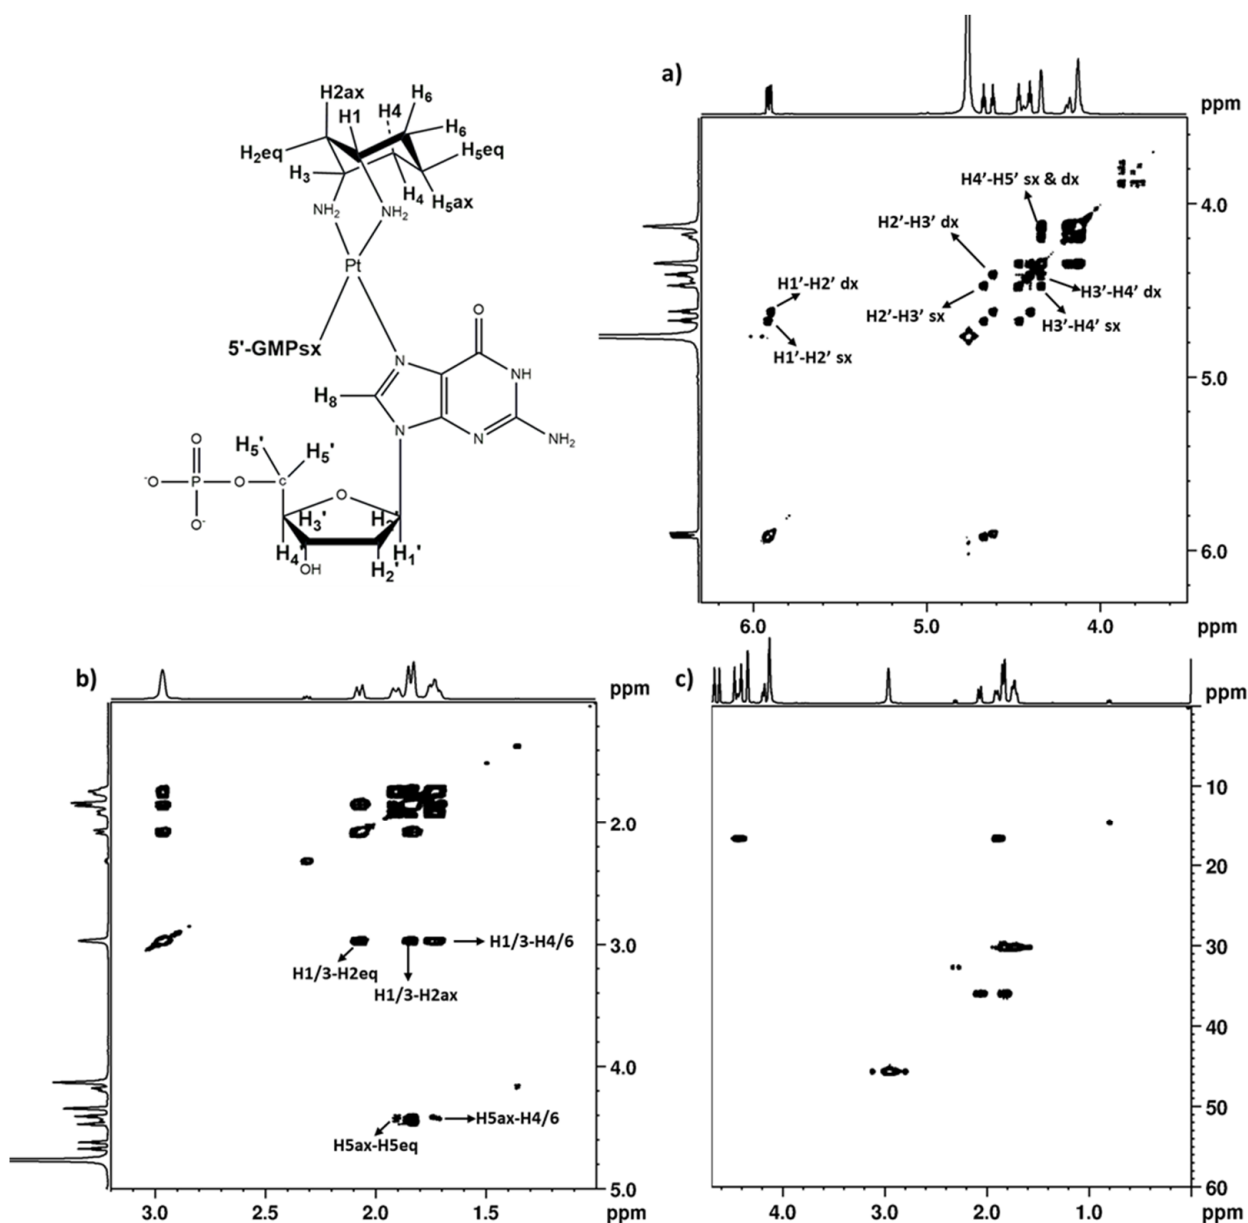 H2ax
H6
H1
H4
H6
H2eq
H5eq
H3
H4
H5ax
NH2
NH2
Pt
O
5'-GMPsx
N
NH
H8
N
N
NH2
O
H5'
H5'
-O
P
O
c
O
O-
H3'
H2'
H4'
H1'
OH
H2'
a)
ppm
H4'-H5' sx & dx
4.0
H2'-H3' dx
H1'-H2' dx
H3'-H4' dx
H2'-H3' sx
H3'-H4' sx
H1'-H2' sx
5.0
6.0
6.0
5.0
4.0
ppm
b)
ppm
2.0
3.0
H1/3-H4/6
H1/3-H2eq
H1/3-H2ax
4.0
H5ax-H4/6
H5ax-H5eq
5.0
3.0
2.5
2.0
1.5
ppm
c)
ppm
10
20
30
40
50
60
4.0
3.0
2.0
1.0
ppm